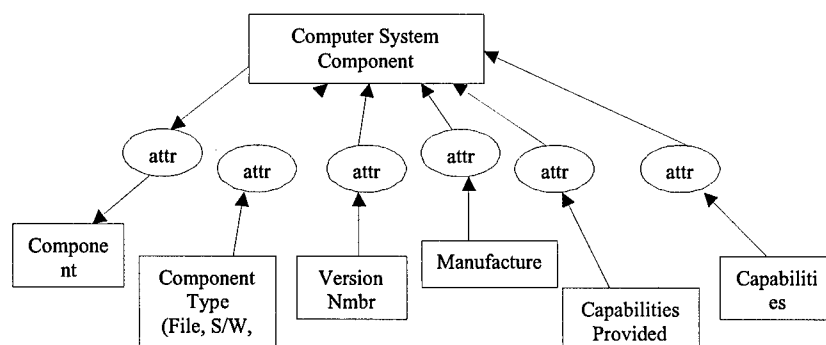 Computer System
Component
attr
attr
attr
attr
attr
attr
Compone
nt
Component
Type
(File, S/W,
Version
Nmbr
Manufacture
Capabilities
Provided
Capabiliti
es